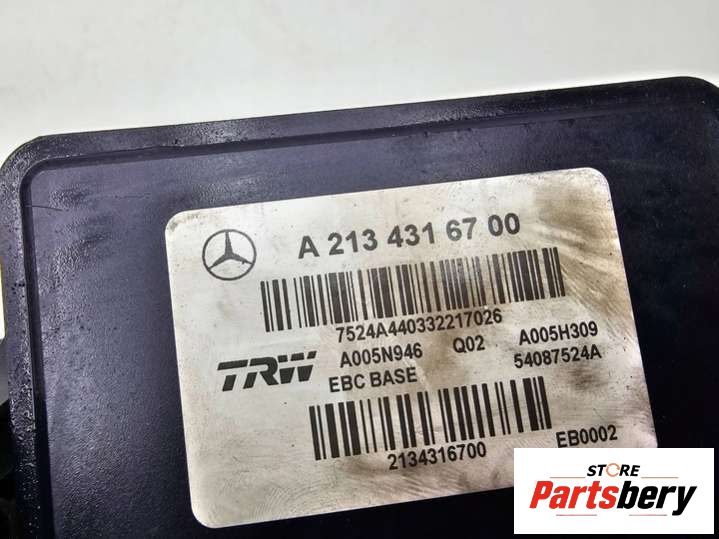 A 213 431 67 00
7524A440332217026
TRW
A005N946 Q02 A005H309
EBC BASE 54087524A
2134316700 EB0002
STORE
Partsbery